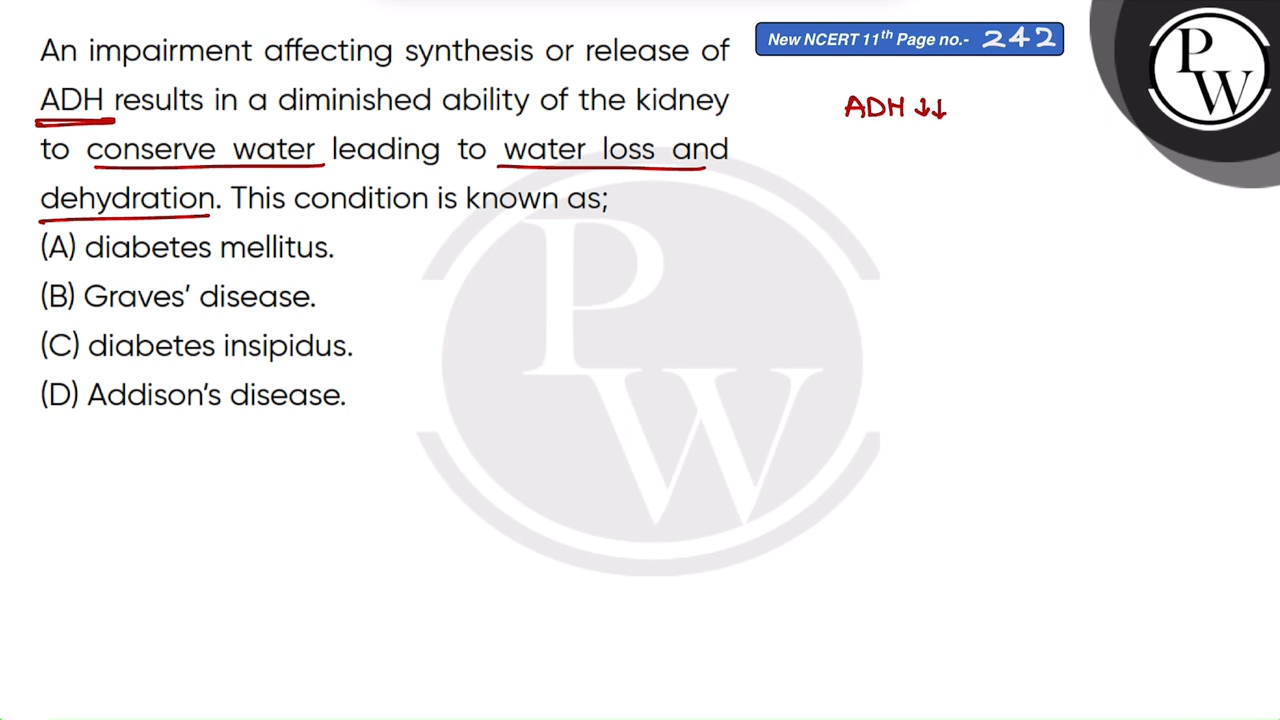 An impairment affecting synthesis or release of
ADH results in a diminished ability of the kidney
to conserve water leading to water loss and
dehydration. This condition is known as;
(A) diabetes mellitus.
(B) Graves’ disease.
(C) diabetes insipidus.
(D) Addison’s disease.
New NCERT 11th Page no.- 242
ADH ↓↓
P
W
P
W